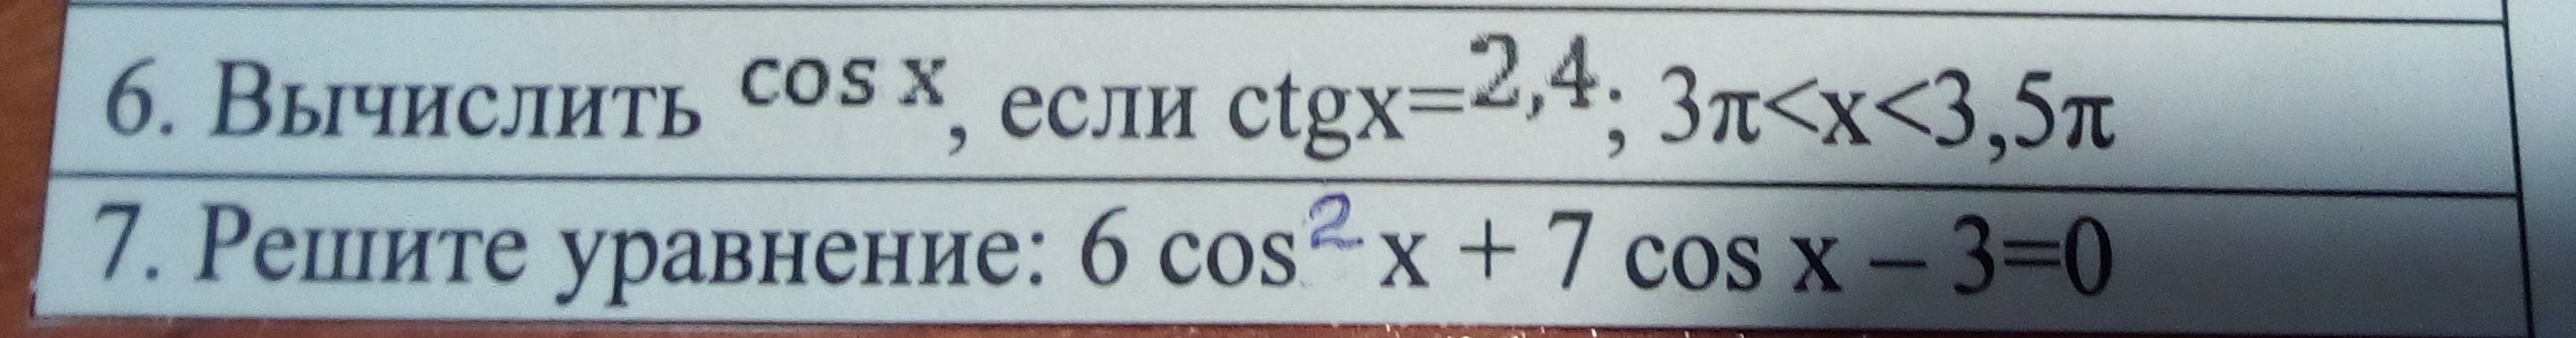 6. Вычислить cos x, если ctgx=2,4; 3π<x<3,5π
7. Решите уравнение: 6 cos² x + 7 cos x – 3=0